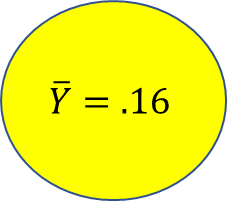 Ȳ = .16